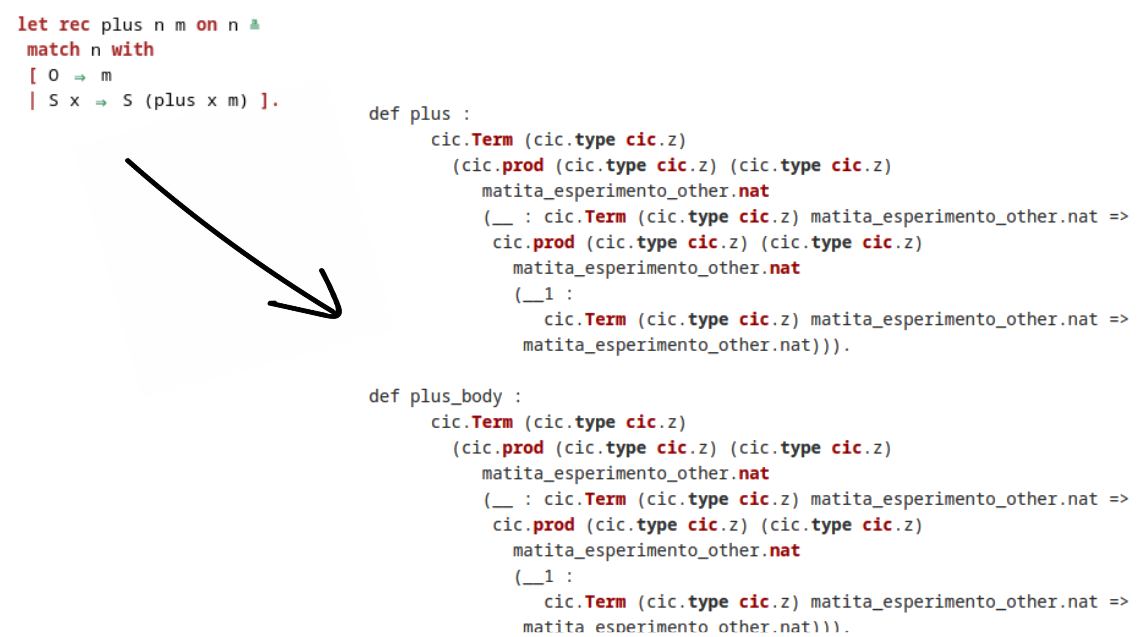 let rec plus n m on n ≝
match n with
[ O ⇒ m
| S x ⇒ S (plus x m) ].
def plus :
cic.Term (cic.type cic.z)
(cic.prod (cic.type cic.z) (cic.type cic.z)
matita_esperimento_other.nat
(__ : cic.Term (cic.type cic.z) matita_esperimento_other.nat =>
cic.prod (cic.type cic.z) (cic.type cic.z)
matita_esperimento_other.nat
(__1 :
cic.Term (cic.type cic.z) matita_esperimento_other.nat =>
matita_esperimento_other.nat))).
def plus_body :
cic.Term (cic.type cic.z)
(cic.prod (cic.type cic.z) (cic.type cic.z)
matita_esperimento_other.nat
(__ : cic.Term (cic.type cic.z) matita_esperimento_other.nat =>
cic.prod (cic.type cic.z) (cic.type cic.z)
matita_esperimento_other.nat
(__1 :
cic.Term (cic.type cic.z) matita_esperimento_other.nat =>
matita_esperimento_other.nat))).